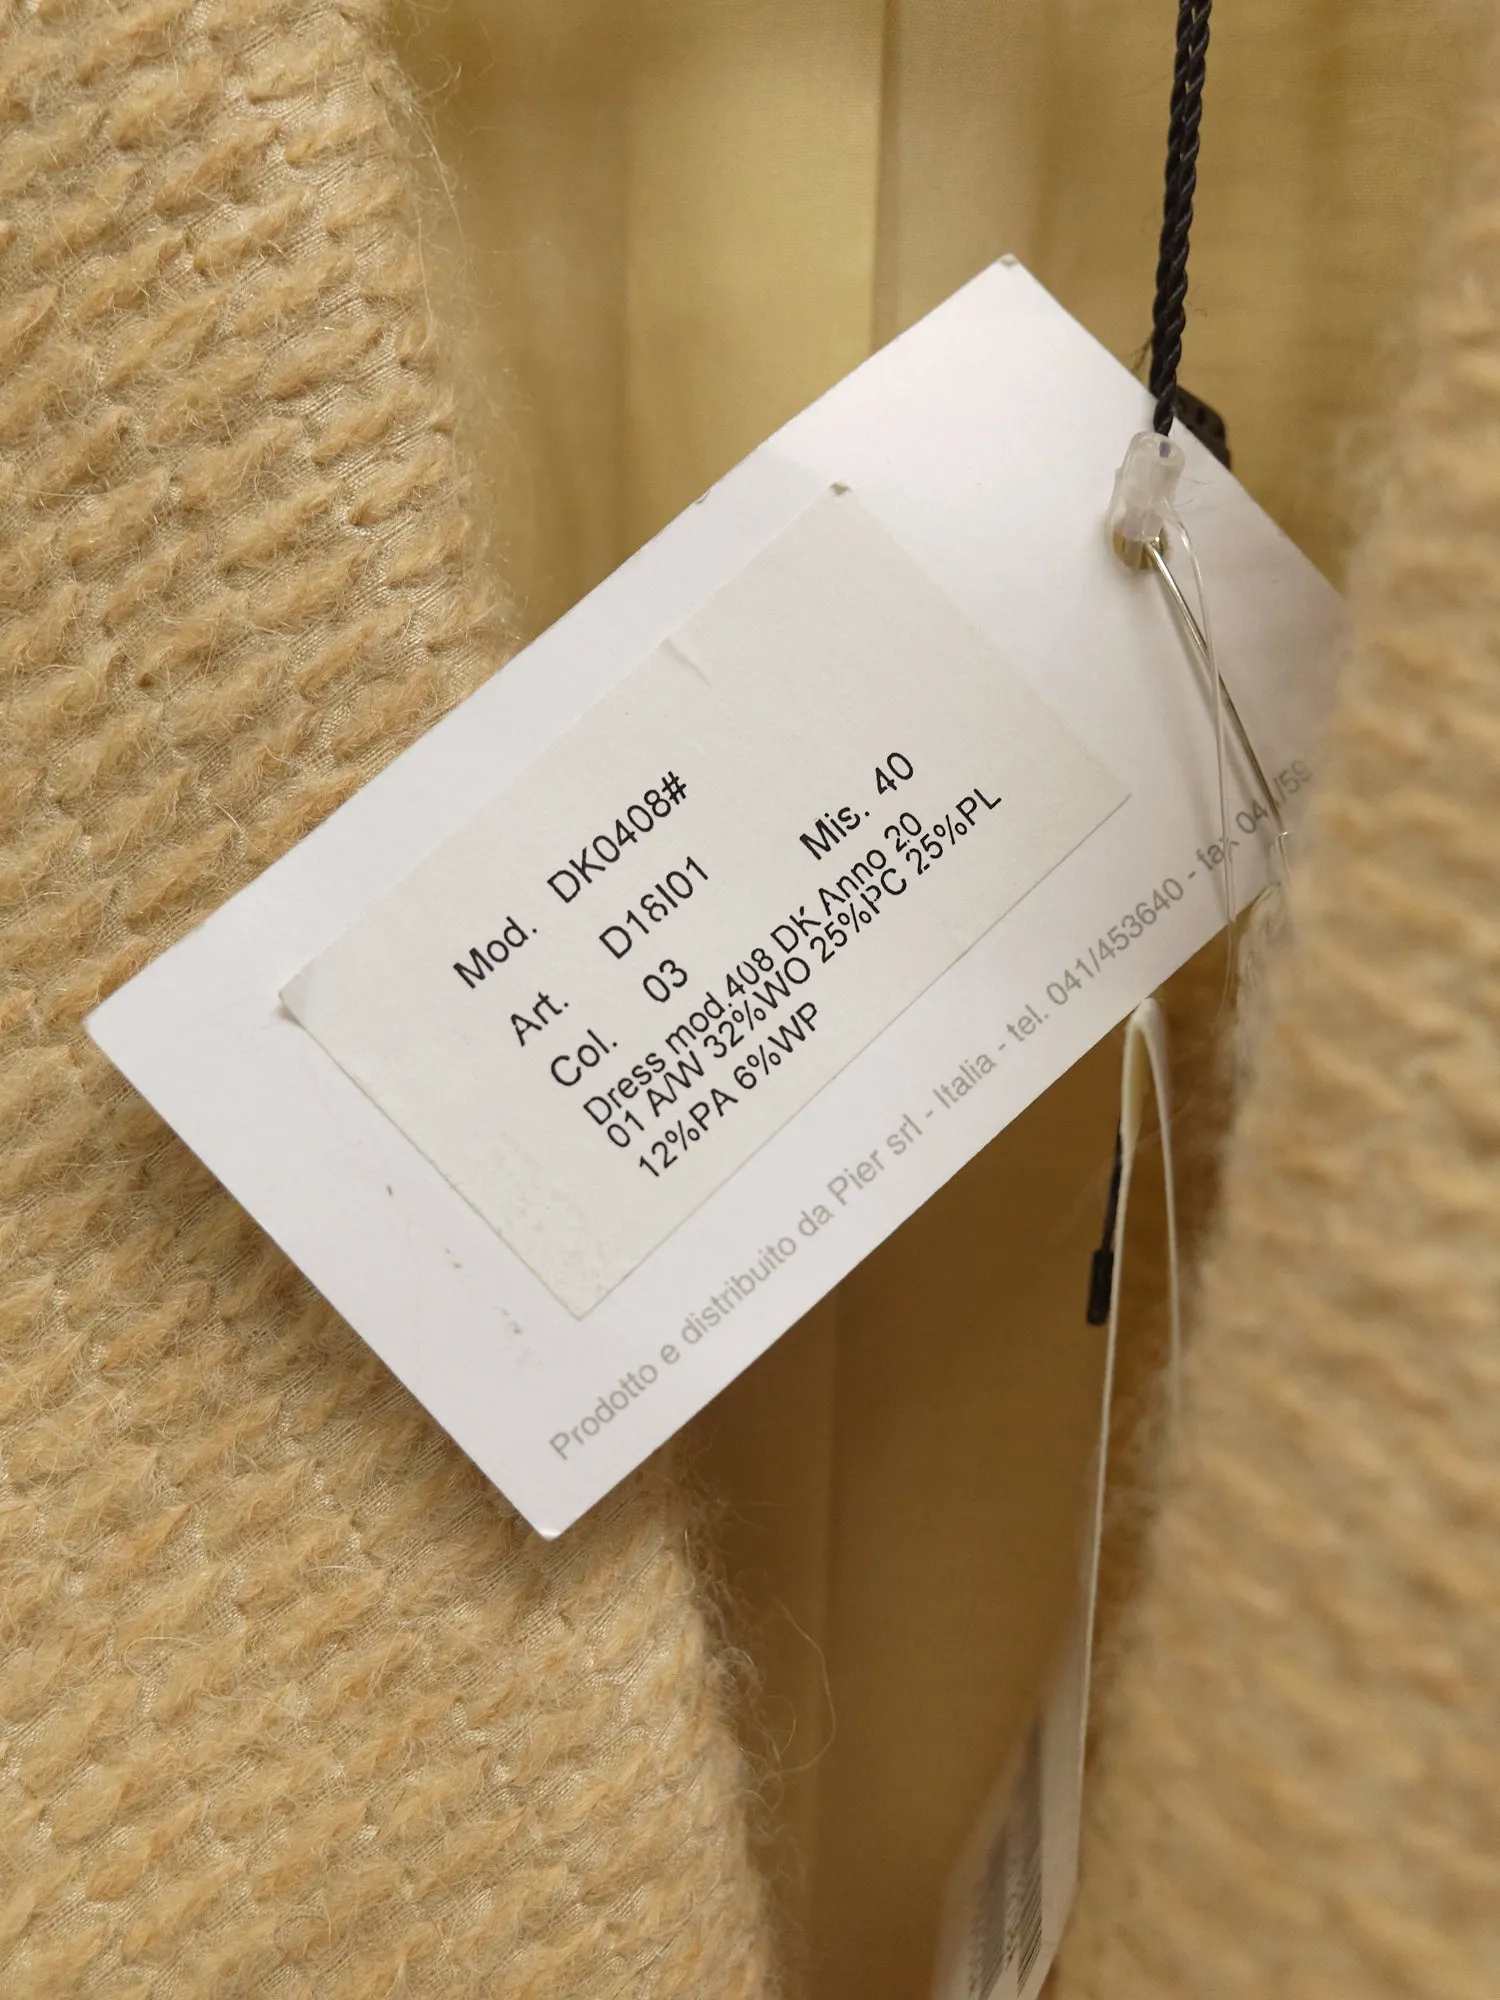 Mod. DK0408#
Art. D18I01 Mis. 40
Col. 03
Dress mod.408 DK Anno 20
01 A/W 32%WO 25%PC 25%PL
12%PA 6%WP
Prodotto e distribuito da Pier srl - Italia - tel. 041/453640 - fax 041/59